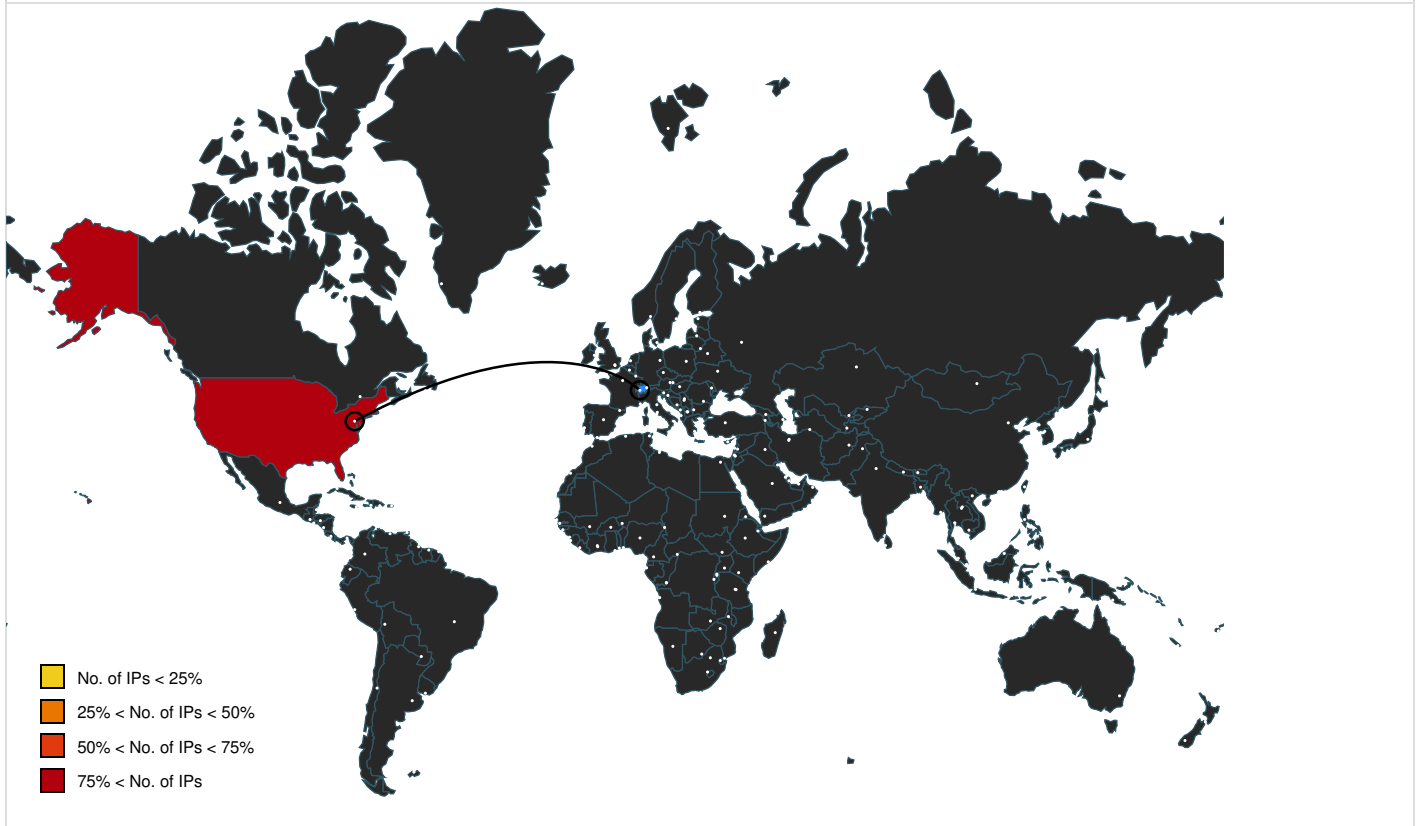 No. of IPs < 25%
25% < No. of IPs < 50%
50% < No. of IPs < 75%
75% < No. of IPs